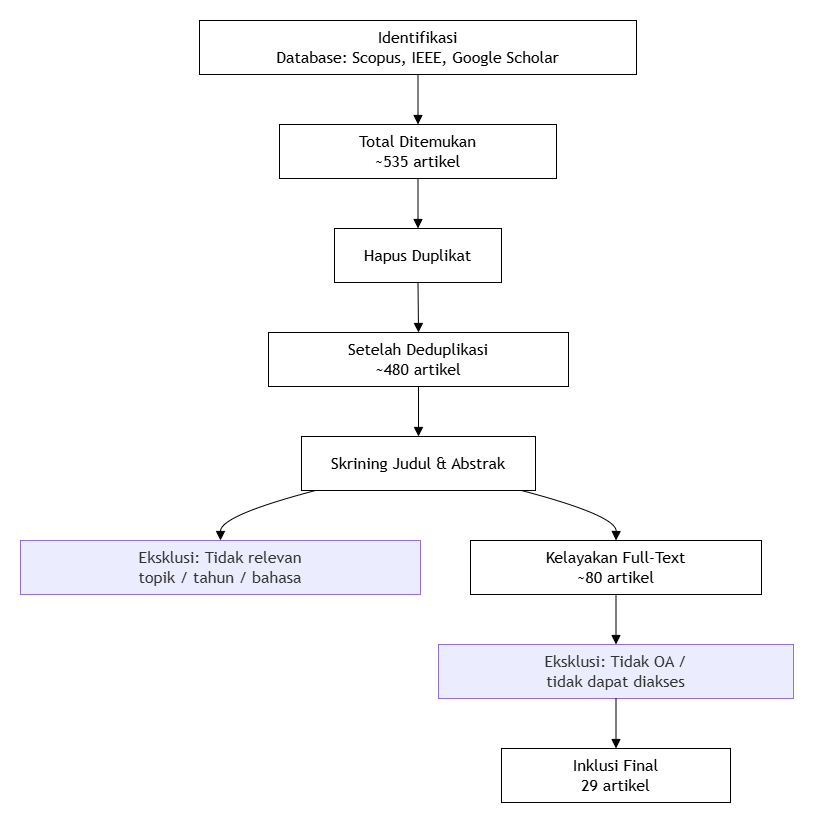 Identifikasi
Database: Scopus, IEEE, Google Scholar
Total Ditemukan
~535 artikel
Hapus Duplikat
Setelah Deduplikasi
~480 artikel
Skrining Judul & Abstrak
Eksklusi: Tidak relevan
topik / tahun / bahasa
Kelayakan Full-Text
~80 artikel
Eksklusi: Tidak OA /
tidak dapat diakses
Inklusi Final
29 artikel